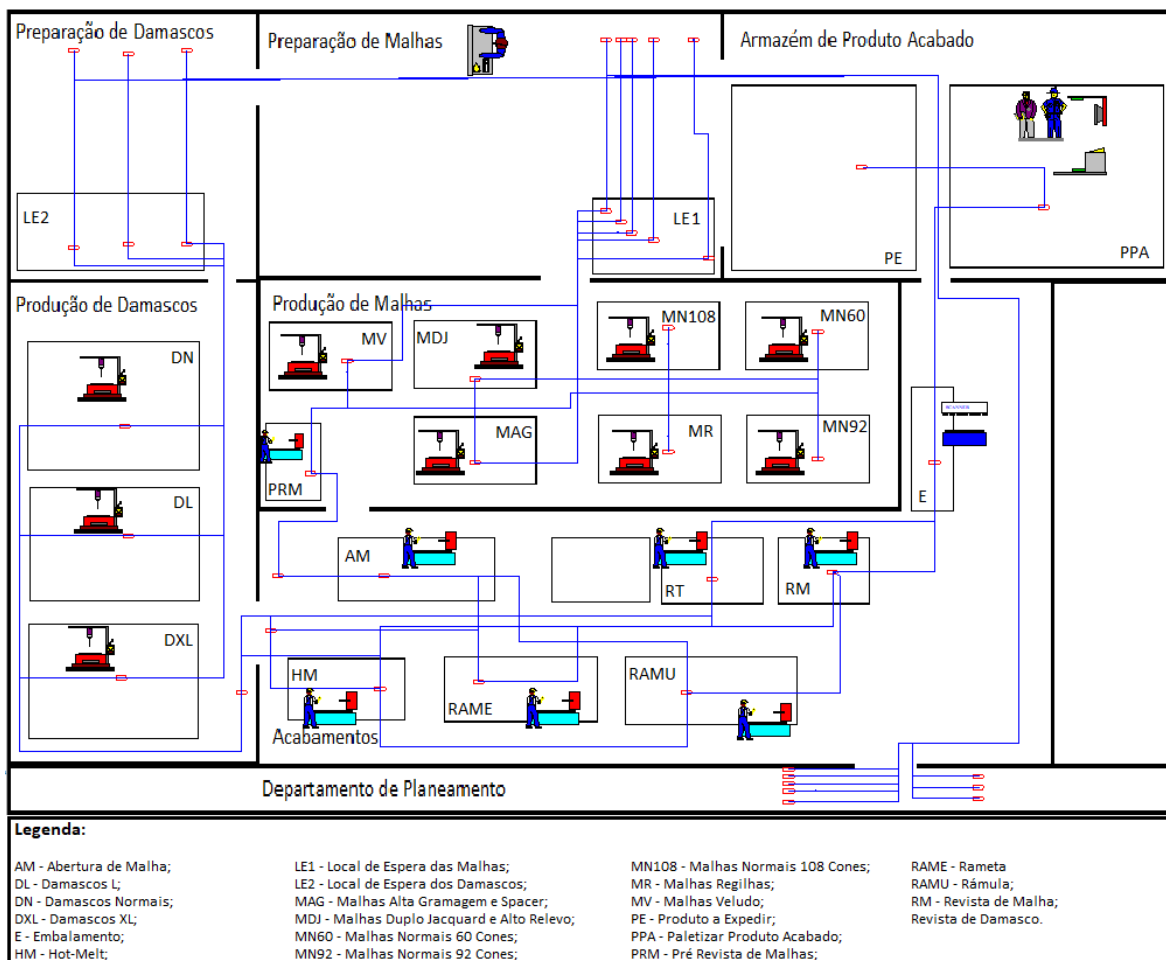 Preparação de Damascos
Preparação de Malhas
Armazém de Produto Acabado
LE2
LE1
PE
PPA
Produção de Damascos
Produção de Malhas
DN
MV
MDJ
MN108
MN60
MAG
MR
MN92
SCANNER
PRM
E
DL
AM
RT
RM
DXL
HM
RAME
RAMU
Acabamentos
Departamento de Planeamento
Legenda:
AM - Abertura de Malha;
DL - Damascos L;
DN - Damascos Normais;
DXL - Damascos XL;
E - Embalamento;
HM - Hot-Melt;
LE1 - Local de Espera das Malhas;
LE2 - Local de Espera dos Damascos;
MAG - Malhas Alta Gramagem e Spacer;
MDJ - Malhas Duplo Jacquard e Alto Relevo;
MN60 - Malhas Normais 60 Cones;
MN92 - Malhas Normais 92 Cones;
MN108 - Malhas Normais 108 Cones;
MR - Malhas Regilhas;
MV - Malhas Veludo;
PE - Produto a Expedir;
PPA - Paletizar Produto Acabado;
PRM - Pré Revista de Malhas;
RAME - Rameta
RAMU - Rámula;
RM - Revista de Malha;
Revista de Damasco.